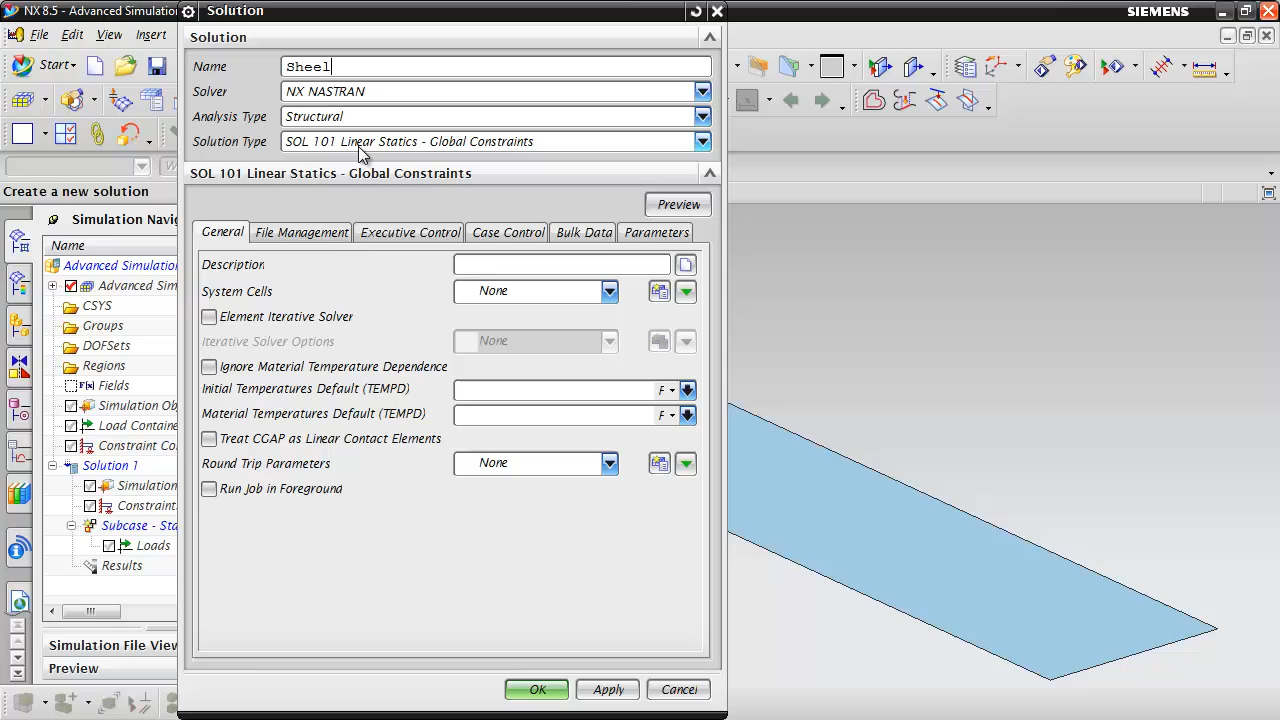 NX 8.5 - Advanced Simulation
Solution
SIEMENS
File Edit View Insert
Solution
Name Sheel
Solver NX NASTRAN
Start
Analysis Type Structural
Solution Type SOL 101 Linear Statics - Global Constraints
SOL 101 Linear Statics - Global Constraints
Create a new solution
Preview
Simulation Navi
General File Management Executive Control Case Control Bulk Data Parameters
Name
Description
Advanced Simulation
Advanced Sim
System Cells None
CSYS
Element Iterative Solver
Groups
Iterative Solver Options None
DOFSets
Regions
Ignore Material Temperature Dependence
Fields
Initial Temperatures Default (TEMPD) F
Simulation Ob
Material Temperatures Default (TEMPD) F
Load Containe
Treat CGAP as Linear Contact Elements
Constraint Co
Round Trip Parameters None
Solution 1
Simulation
Run Job in Foreground
Constraint
Subcase - Sta
Loads
Results
Simulation File View
Preview
OK Apply Cancel